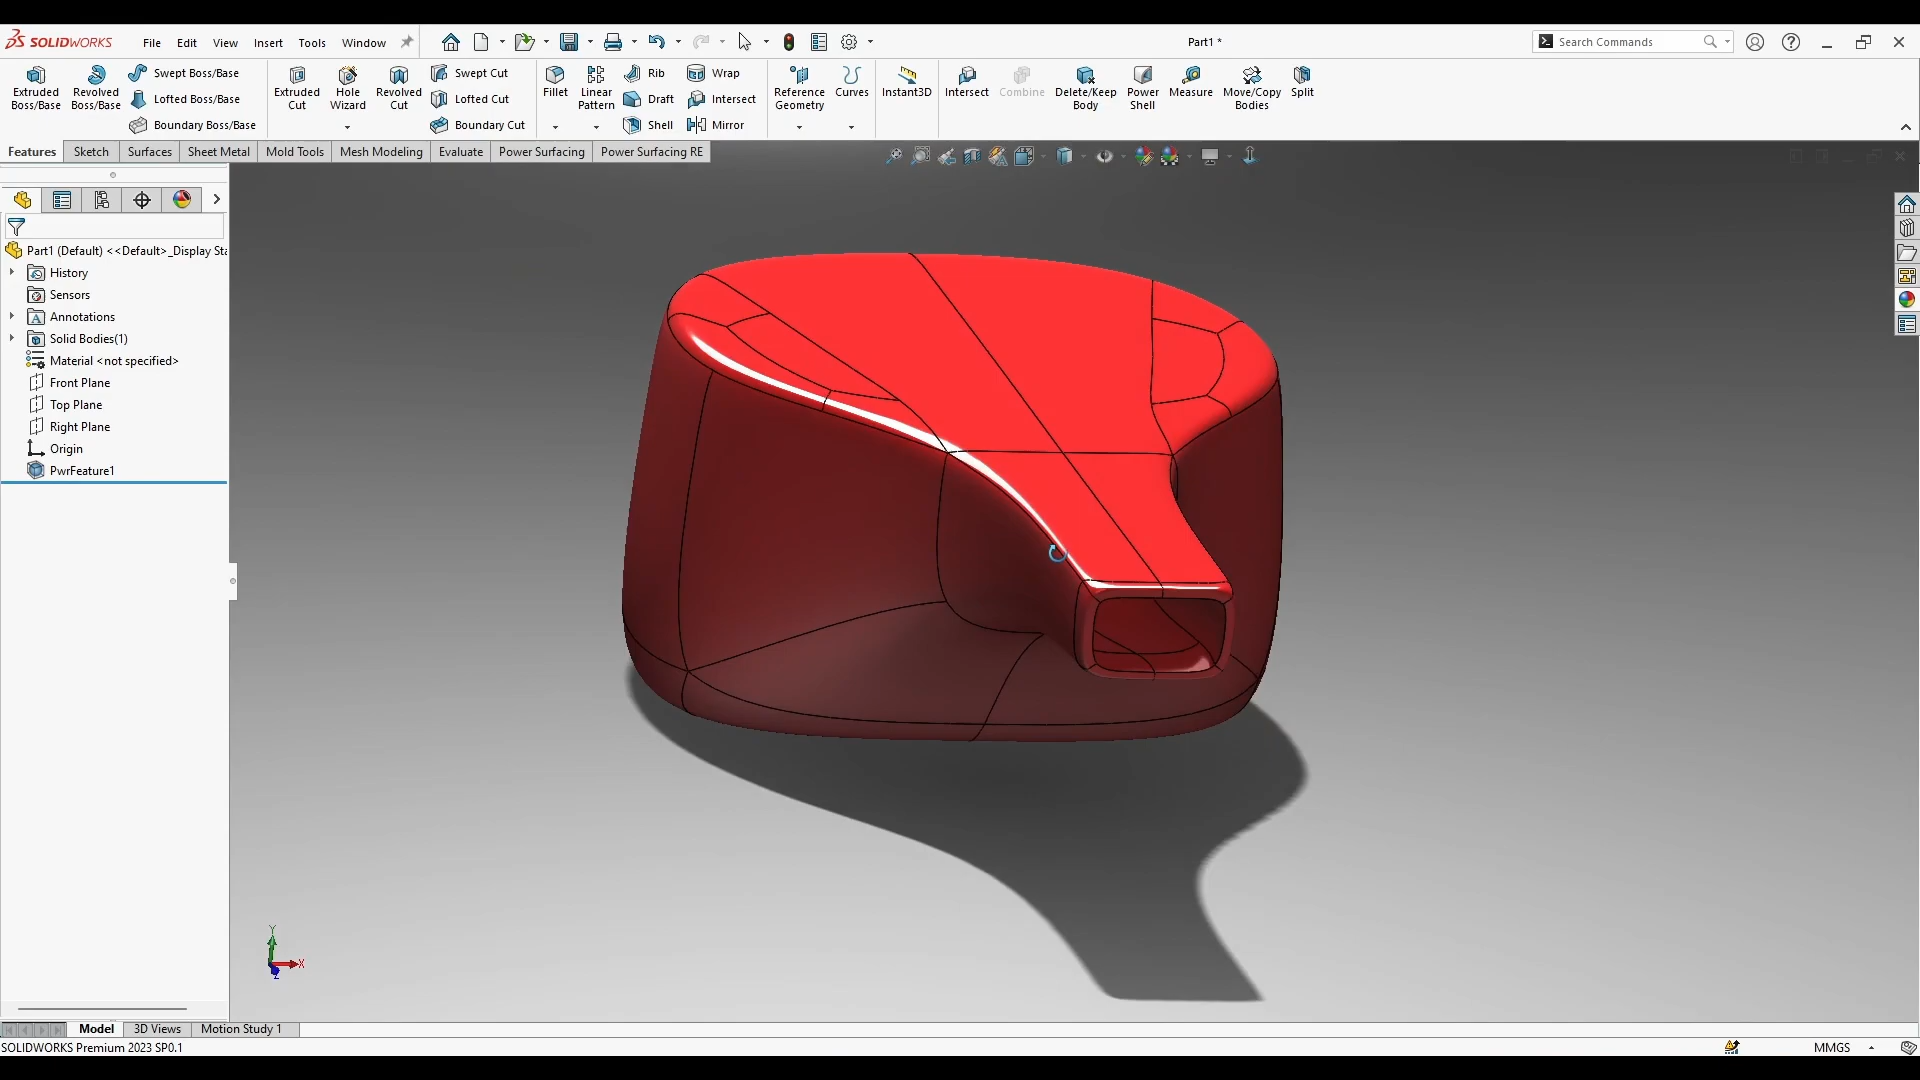 SOLIDWORKS File Edit View Insert Tools Window Part1 * Search Commands
Extruded Boss/Base
Revolved Boss/Base
Swept Boss/Base
Lofted Boss/Base
Boundary Boss/Base
Extruded Cut
Hole Wizard
Revolved Cut
Swept Cut
Lofted Cut
Boundary Cut
Fillet
Linear Pattern
Rib
Draft
Shell
Wrap
Intersect
Mirror
Reference Geometry
Curves
Instant3D
Intersect
Combine
Delete/Keep Body
Power Shell
Measure
Move/Copy Bodies
Split
Features Sketch Surfaces Sheet Metal Mold Tools Mesh Modeling Evaluate Power Surfacing Power Surfacing RE
Part1 (Default) <<Default>_Display Sta
History
Sensors
Annotations
Solid Bodies(1)
Material <not specified>
Front Plane
Top Plane
Right Plane
Origin
PwrFeature1
Y
X
Z
Model 3D Views Motion Study 1
SOLIDWORKS Premium 2023 SP0.1 MMGS